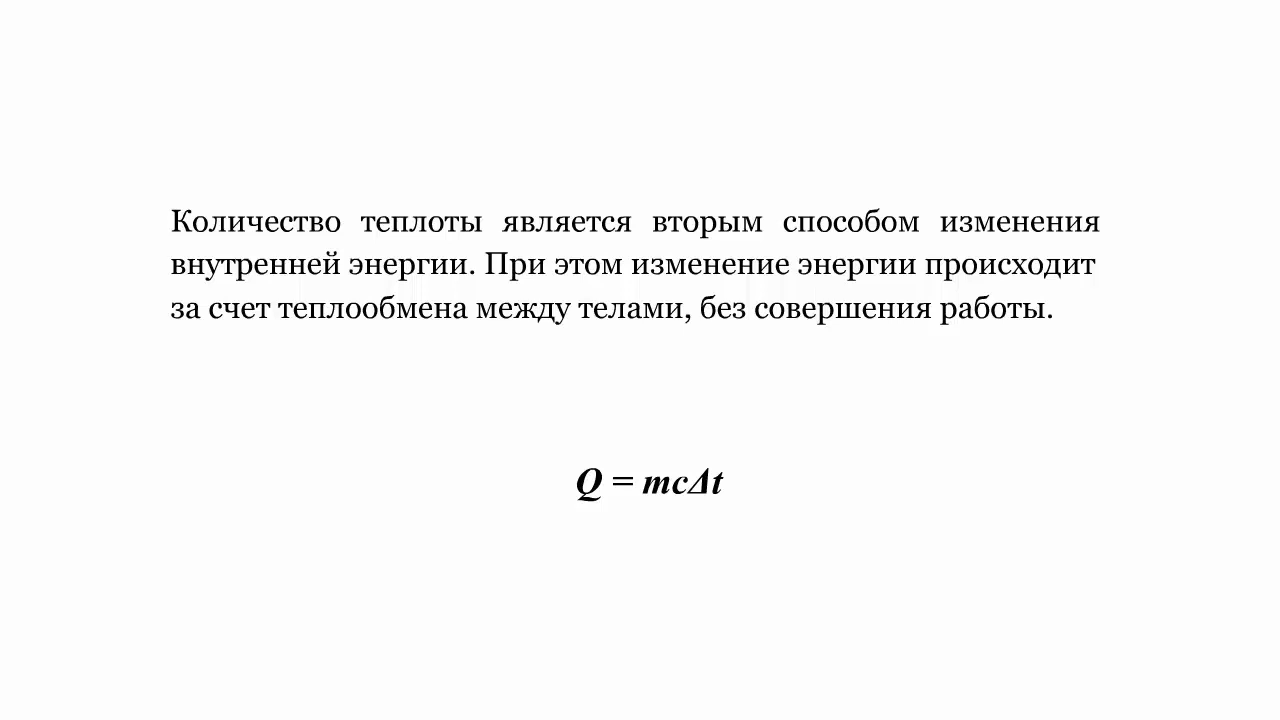 Количество теплоты является вторым способом изменения
внутренней энергии. При этом изменение энергии происходит
за счет теплообмена между телами, без совершения работы.
Q = mcΔt